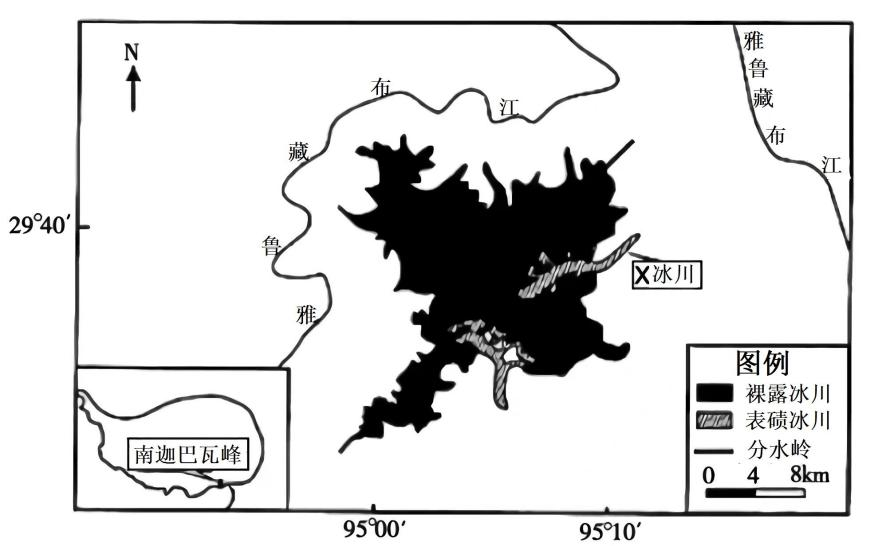 N
布
江
藏
鲁
雅
雅
鲁
藏
布
江
29°40′
X冰川
图例
裸露冰川
表碛冰川
分水岭
0 4 8km
南迦巴瓦峰
95°00′ 95°10′